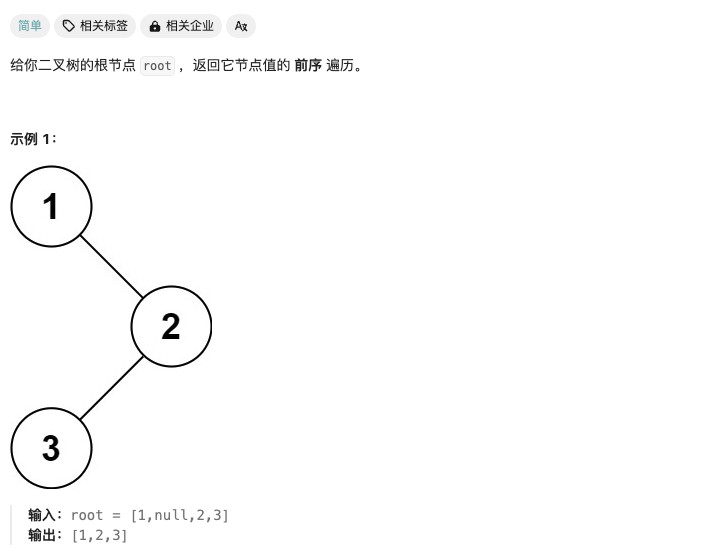 简单 相关标签 相关企业 A文
给你二叉树的根节点 root ，返回它节点值的 前序 遍历。
示例 1：
1
2
3
输入：root = [1,null,2,3]
输出：[1,2,3]